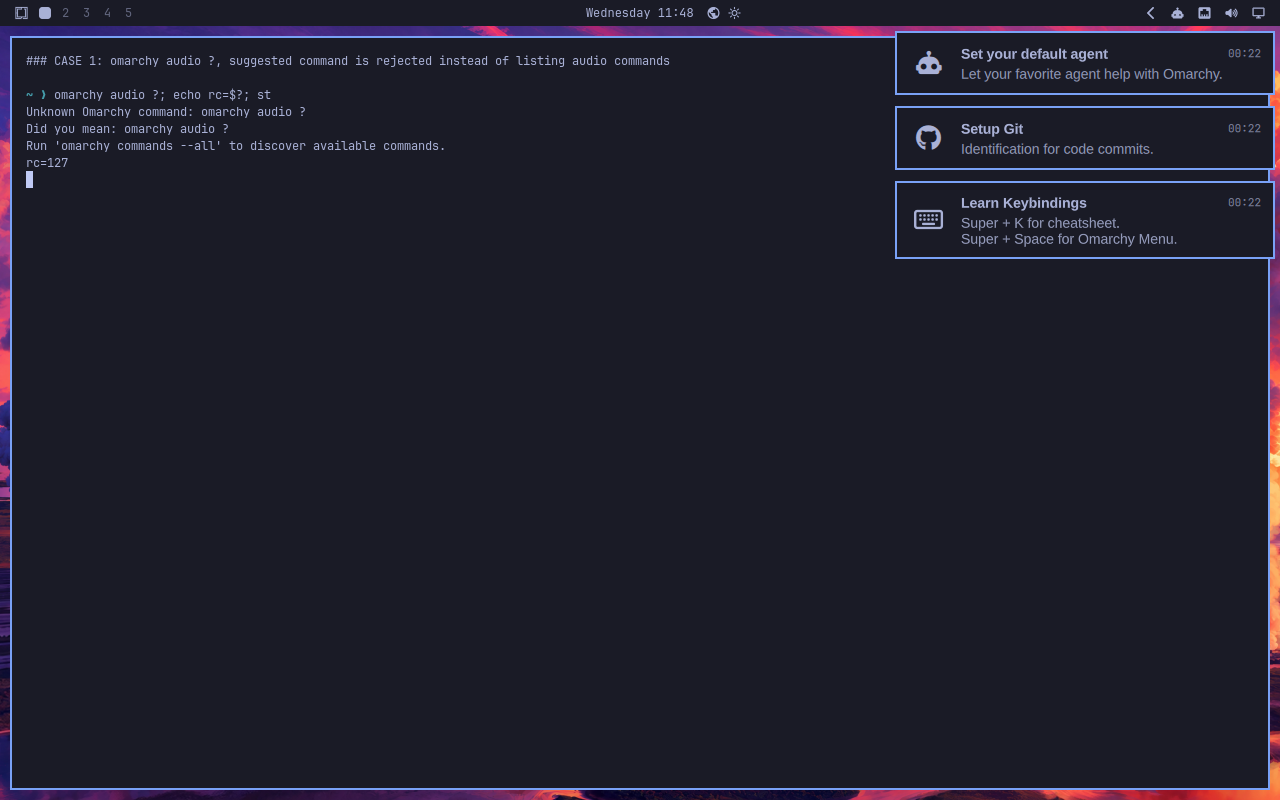 2 3 4 5
Wednesday 11:48
### CASE 1: omarchy audio ?, suggested command is rejected instead of listing audio commands
~ ❯ omarchy audio ?; echo rc=$?; st
Unknown Omarchy command: omarchy audio ?
Did you mean: omarchy audio ?
Run 'omarchy commands --all' to discover available commands.
rc=127
Set your default agent 00:22
Let your favorite agent help with Omarchy.
Setup Git 00:22
Identification for code commits.
Learn Keybindings 00:22
Super + K for cheatsheet.
Super + Space for Omarchy Menu.